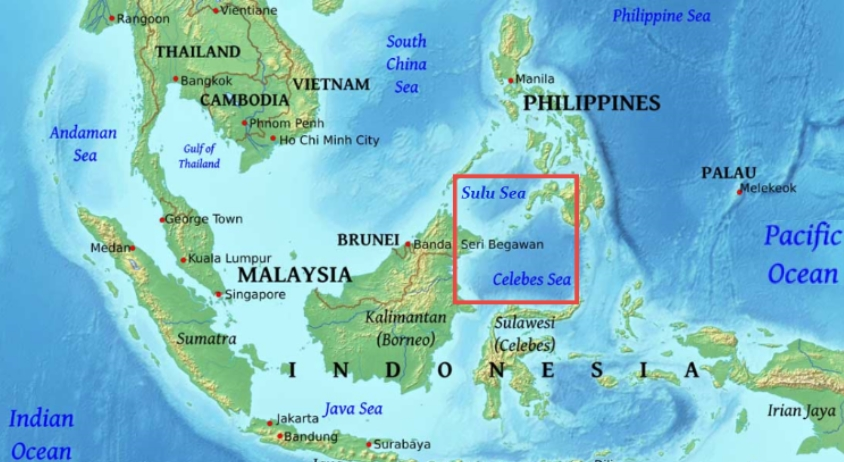 Vientiane
Rangoon
THAILAND
South
China
Sea
Philippine Sea
Bangkok
VIETNAM
CAMBODIA
Manila
PHILIPPINES
Phnom Penh
Ho Chi Minh City
Andaman
Sea
Gulf of
Thailand
PALAU
Melekeok
Sulu Sea
George Town
BRUNEI
Banda Seri Begawan
Pacific
Ocean
Medan
Kuala Lumpur
MALAYSIA
Celebes Sea
Singapore
Kalimantan
(Borneo)
Sulawesi
(Celebes)
Sumatra
INDONESIA
Java Sea
Irian Jaya
Indian
Ocean
Jakarta
Bandung
Surabaya